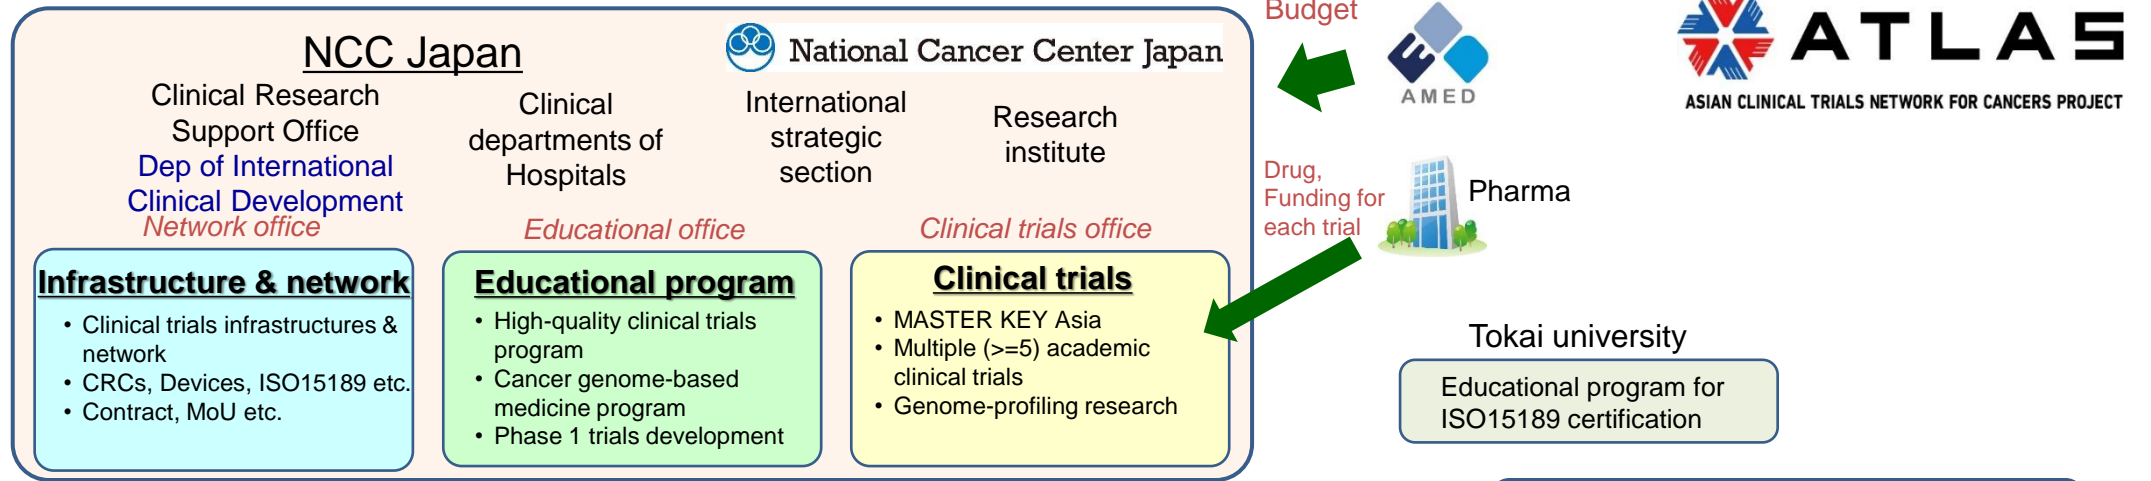 NCC Japan
National Cancer Center Japan
Clinical Research
Support Office
Dep of International
Clinical Development
Clinical
departments of
Hospitals
International
strategic
section
Research
institute
Network office
Educational office
Clinical trials office
Infrastructure & network
• Clinical trials infrastructures &
network
• CRCs, Devices, ISO15189 etc.
• Contract, MoU etc.
Educational program
• High-quality clinical trials
program
• Cancer genome-based
medicine program
• Phase 1 trials development
Clinical trials
• MASTER KEY Asia
• Multiple (>=5) academic
clinical trials
• Genome-profiling research
Budget
AMED
ATLAS
ASIAN CLINICAL TRIALS NETWORK FOR CANCERS PROJECT
Drug,
Funding for
each trial
Pharma
Tokai university
Educational program for
ISO15189 certification